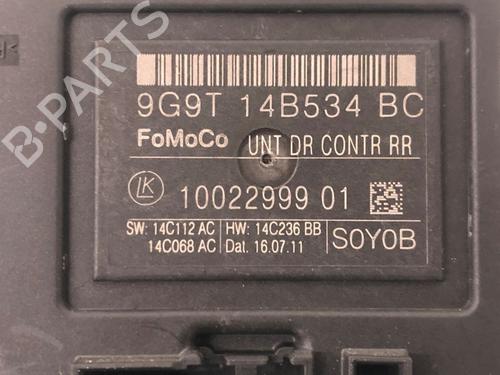 B-PARTS
9G9T 14B534 BC
FoMoCo UNT DR CONTR RR
LK 10022999 01
SW: 14C112 AC HW: 14C236 BB
14C068 AC Dat. 16.07.11
S0Y0B